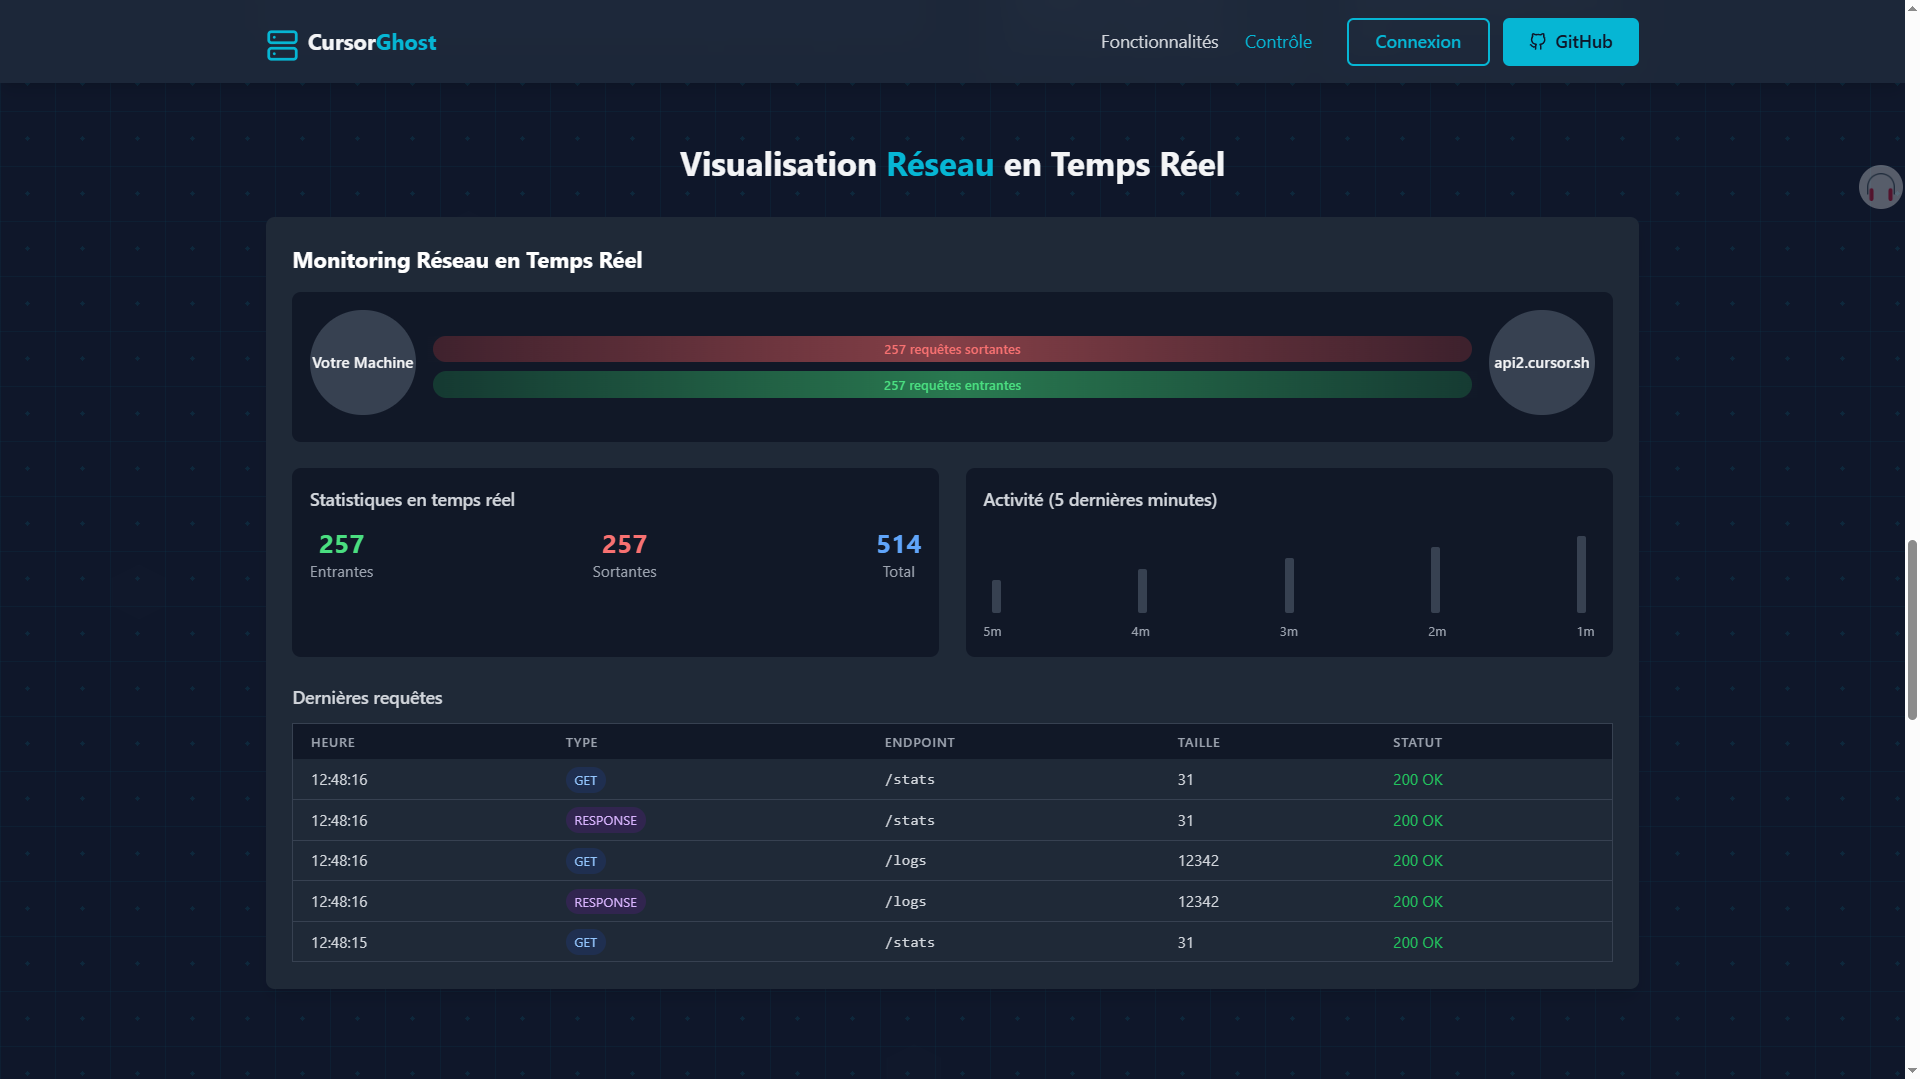 CursorGhost
Fonctionnalités Contrôle Connexion GitHub
Visualisation Réseau en Temps Réel
Monitoring Réseau en Temps Réel
Votre Machine
257 requêtes sortantes
257 requêtes entrantes
api2.cursor.sh
Statistiques en temps réel
257 Entrantes
257 Sortantes
514 Total
Activité (5 dernières minutes)
5m 4m 3m 2m 1m
Dernières requêtes
HEURE TYPE ENDPOINT TAILLE STATUT
12:48:16 GET /stats 31 200 OK
12:48:16 RESPONSE /stats 31 200 OK
12:48:16 GET /logs 12342 200 OK
12:48:16 RESPONSE /logs 12342 200 OK
12:48:15 GET /stats 31 200 OK